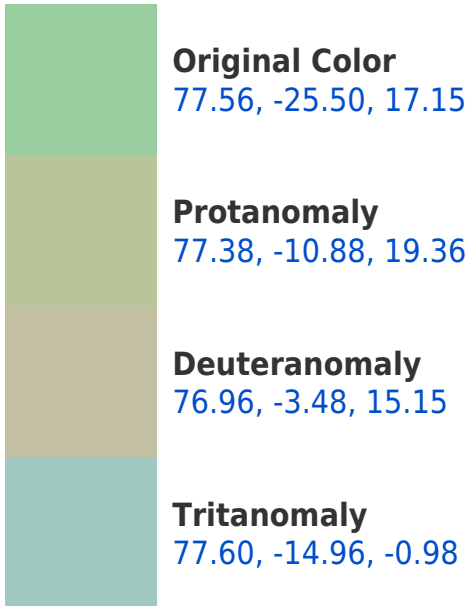 Original Color
77.56, -25.50, 17.15
Protanomaly
77.38, -10.88, 19.36
Deuteranomaly
76.96, -3.48, 15.15
Tritanomaly
77.60, -14.96, -0.98